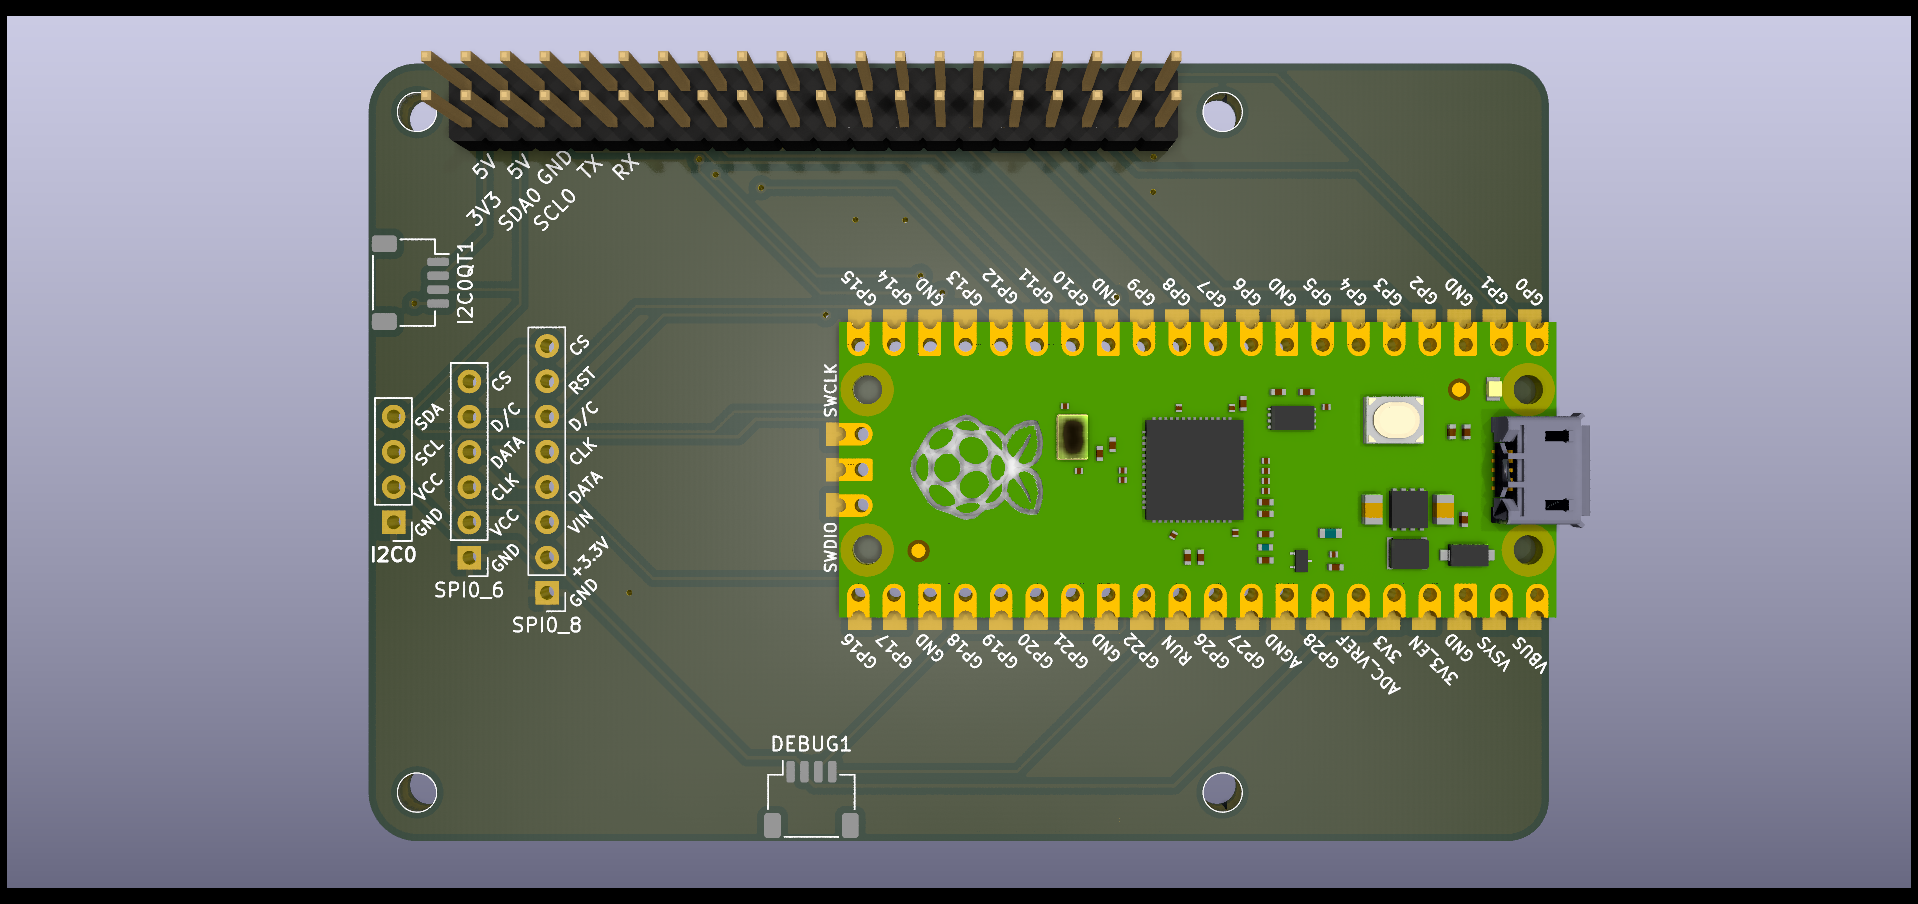 5V 5V GND TX RX
3V3 SDA0 SCL0
I2C0QT1
GP15 GP14 GND GP13 GP12 GP11 GP10 GND GP9 GP8 GP7 GP6 GND GP5 GP4 GP3 GP2 GND GP1 GP0
SWCLK
SWDIO
SDA
SCL
VCC
GND
I2C0
CS
D/C
DATA
CLK
VCC
GND
SPI0_6
CS
RST
D/C
CLK
DATA
VIN
+3.3V
GND
SPI0_8
GP16 GP17 GND GP18 GP19 GP20 GP21 GND GP22 RUN GP26 GP27 AGND GP28 ADC_VREF 3V3 3V3_EN GND VSYS VBUS
DEBUG1